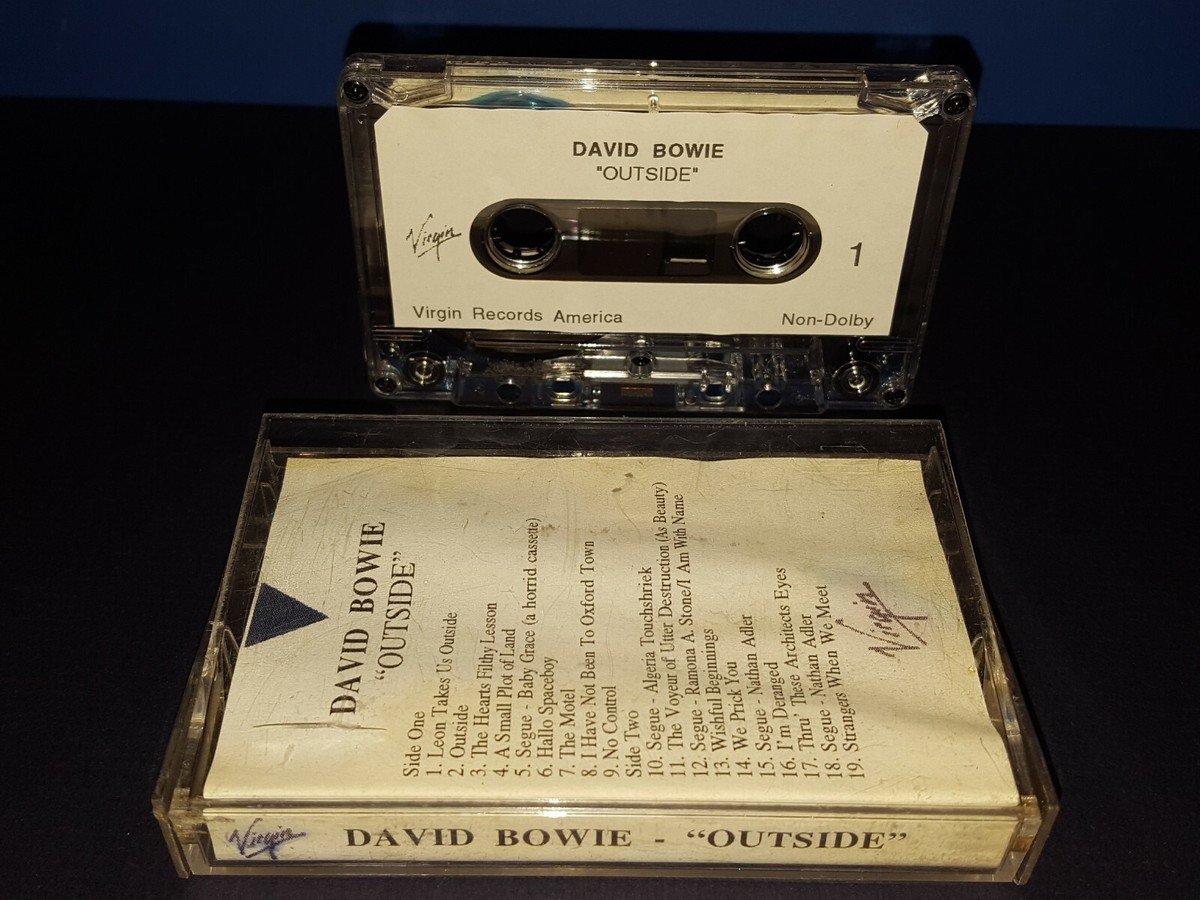 DAVID BOWIE
"OUTSIDE"
Virgin
1
Virgin Records America
Non-Dolby
DAVID BOWIE
“OUTSIDE”
Side One
1. Leon Takes Us Outside
2. Outside
3. The Hearts Filthy Lesson
4. A Small Plot of Land
5. Segue - Baby Grace (a horrid cassette)
6. Hallo Spaceboy
7. The Motel
8. I Have Not Been To Oxford Town
9. No Control
Side Two
10. Segue - Algeria Touchshriek
11. The Voyeur of Utter Destruction (As Beauty)
12. Segue - Ramona A. Stone/I Am With Name
13. Wishful Beginnings
14. We Prick You
15. Segue - Nathan Adler
16. I'm Deranged
17. Thru' These Architects Eyes
18. Segue - Nathan Adler
19. Strangers When We Meet
Virgin
Virgin
DAVID BOWIE - “OUTSIDE”